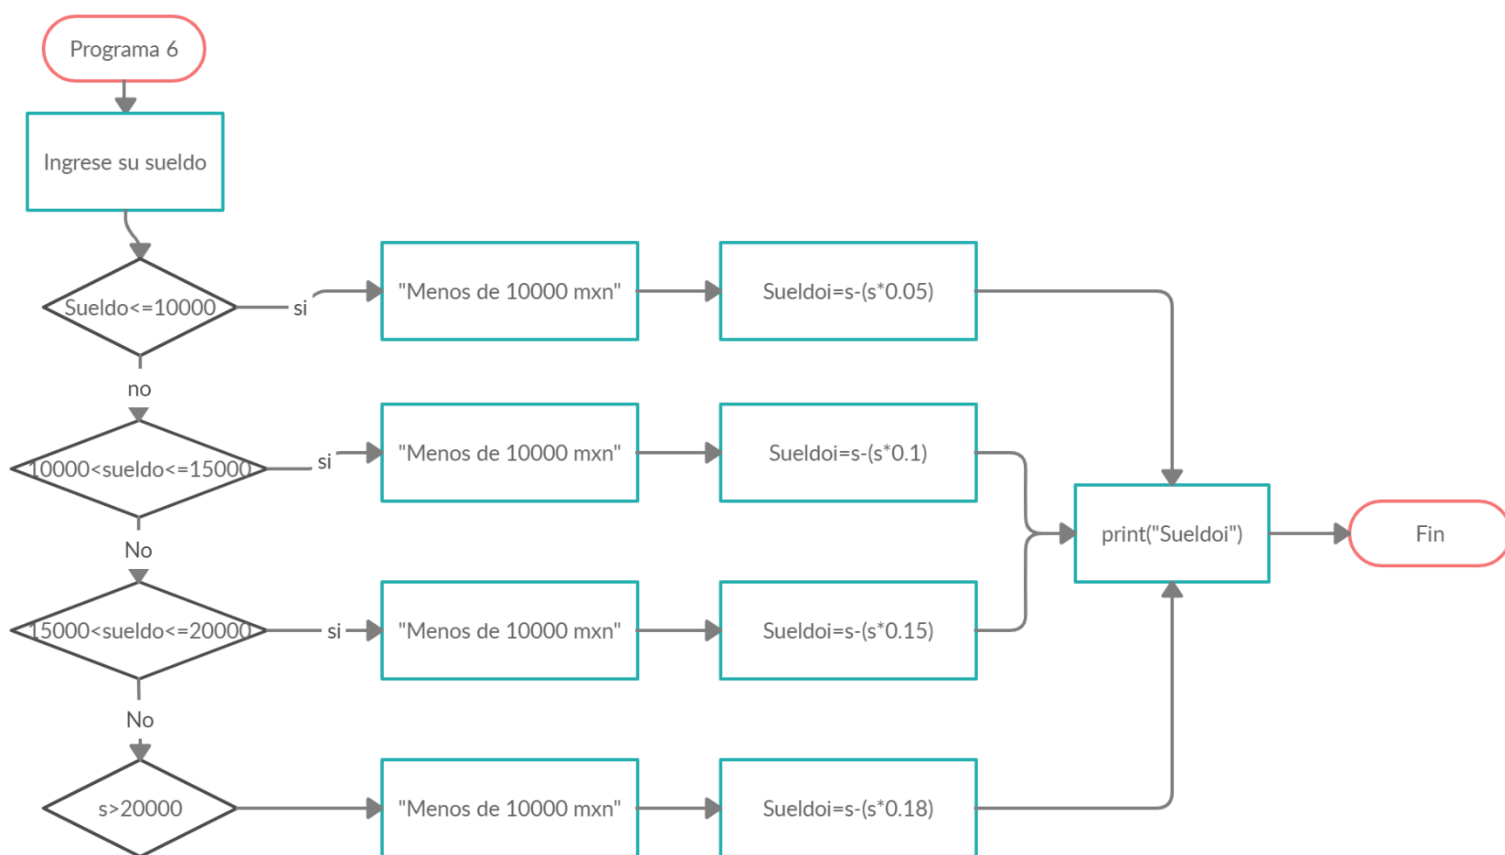 Programa 6
Ingrese su sueldo
Sueldo<=10000
si
"Menos de 10000 mxn"
Sueldoi=s-(s*0.05)
no
10000<sueldo<=15000
si
"Menos de 10000 mxn"
Sueldoi=s-(s*0.1)
print("Sueldoi")
Fin
No
15000<sueldo<=20000
si
"Menos de 10000 mxn"
Sueldoi=s-(s*0.15)
No
s>20000
"Menos de 10000 mxn"
Sueldoi=s-(s*0.18)